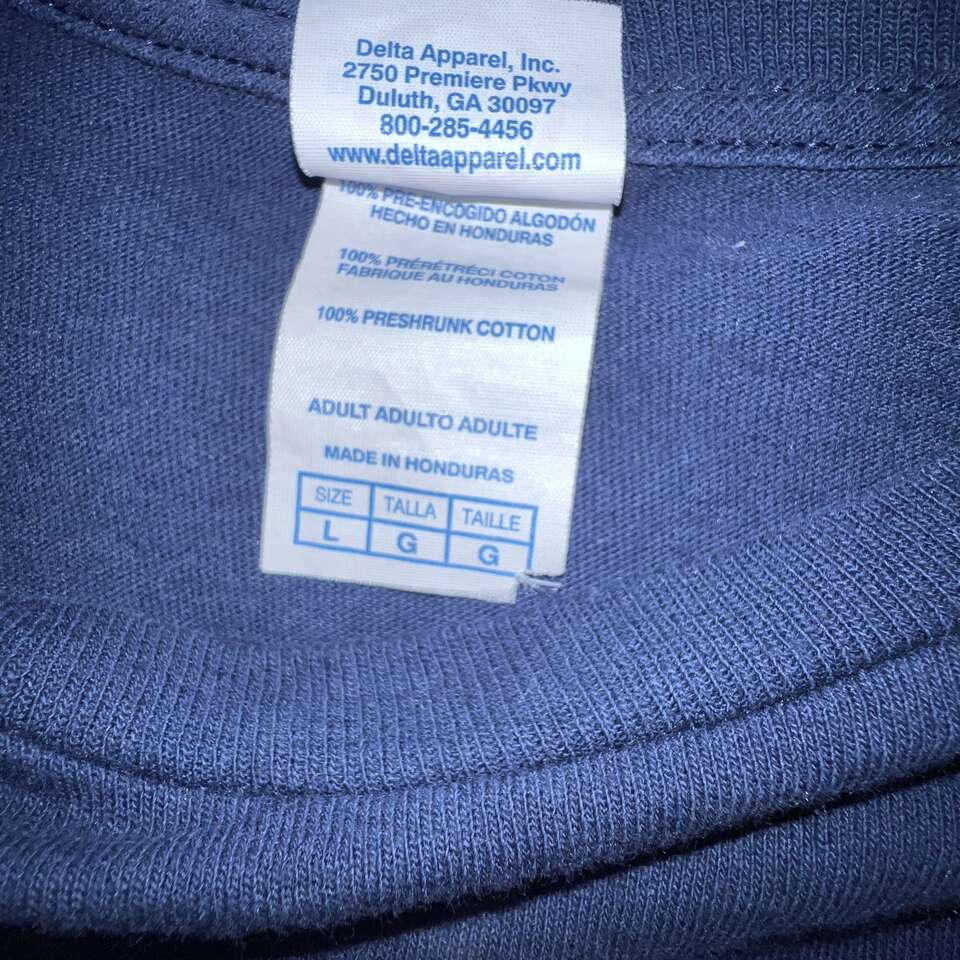 Delta Apparel, Inc.
2750 Premiere Pkwy
Duluth, GA 30097
800-285-4456
www.deltaapparel.com
100% PRE-ENCOGIDO ALGODÓN
HECHO EN HONDURAS
100% PRÉRÉTRÉCI COTON
FABRIQUE AU HONDURAS
100% PRESHRUNK COTTON
ADULT ADULTO ADULTE
MADE IN HONDURAS
SIZE TALLA TAILLE
L G G